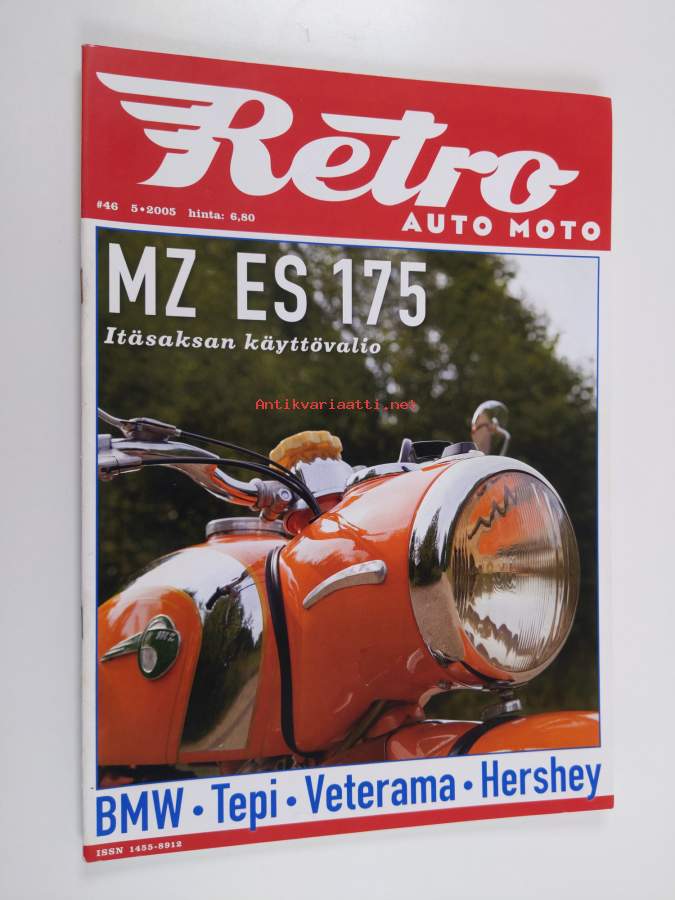 Retro
AUTO MOTO
#46 5•2005 hinta: 6,80
MZ ES 175
Itäsaksan käyttövalio
Antikvariaatti.net
MZ
BMW • Tepi • Veterama • Hershey
ISSN 1455-8912